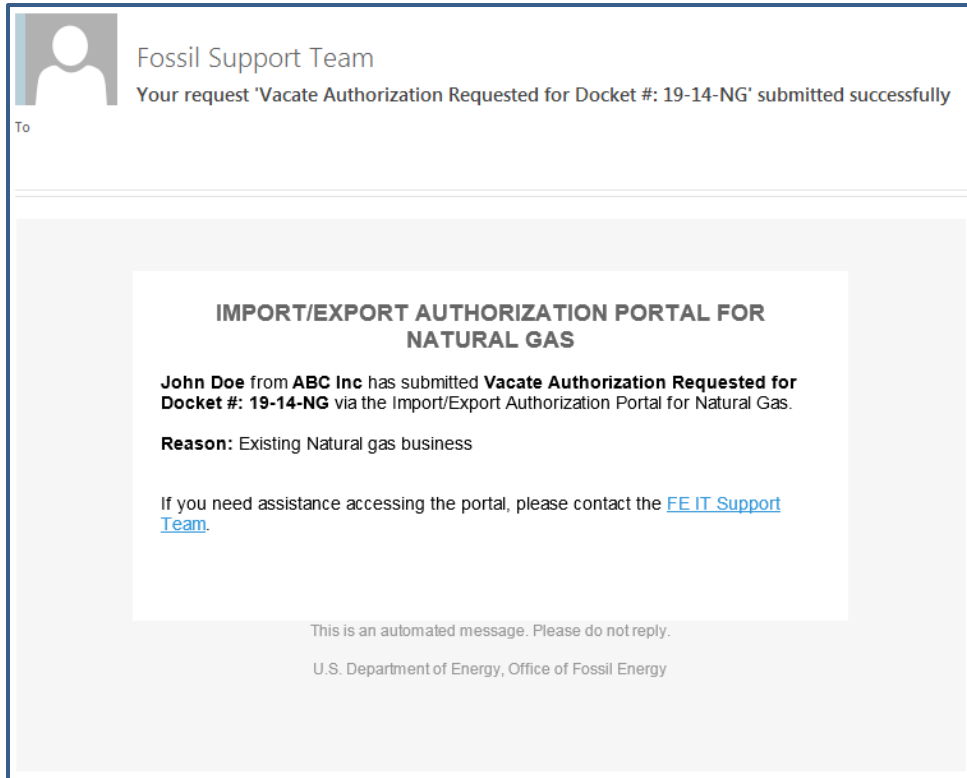 Fossil Support Team
Your request 'Vacate Authorization Requested for Docket #: 19-14-NG' submitted successfully
To
IMPORT/EXPORT AUTHORIZATION PORTAL FOR
NATURAL GAS
John Doe from ABC Inc has submitted Vacate Authorization Requested for
Docket #: 19-14-NG via the Import/Export Authorization Portal for Natural Gas.
Reason: Existing Natural gas business
If you need assistance accessing the portal, please contact the FE IT Support
Team.
This is an automated message. Please do not reply.
U.S. Department of Energy, Office of Fossil Energy